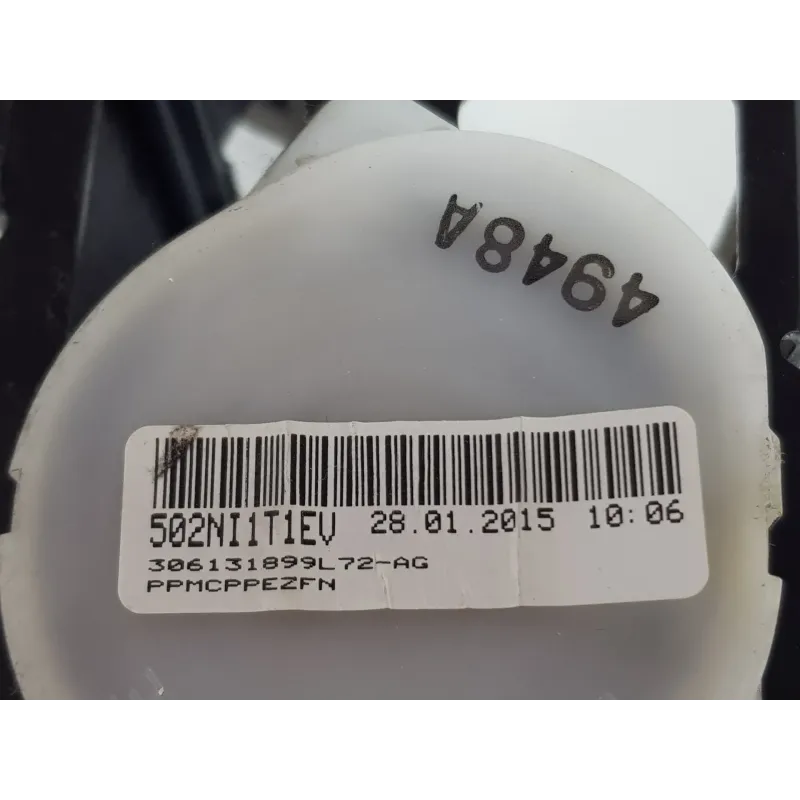 4948A
502NI1T1EV 28.01.2015 10:06
306131899L72-AG
PPMCPPEZFN